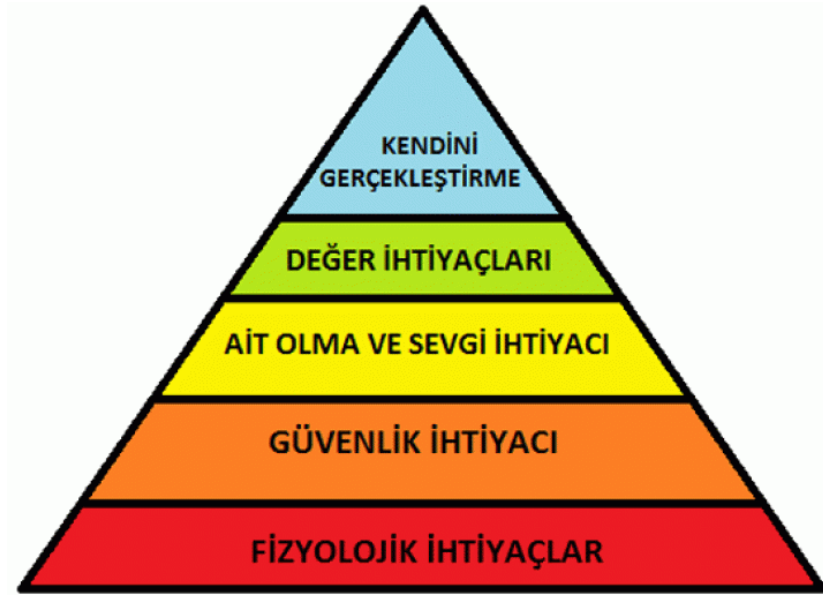 KENDİNİ
GERÇEKLEŞTİRME
DEĞER İHTİYAÇLARI
AİT OLMA VE SEVGİ İHTİYACI
GÜVENLİK İHTİYACI
FİZYOLOJİK İHTİYAÇLAR